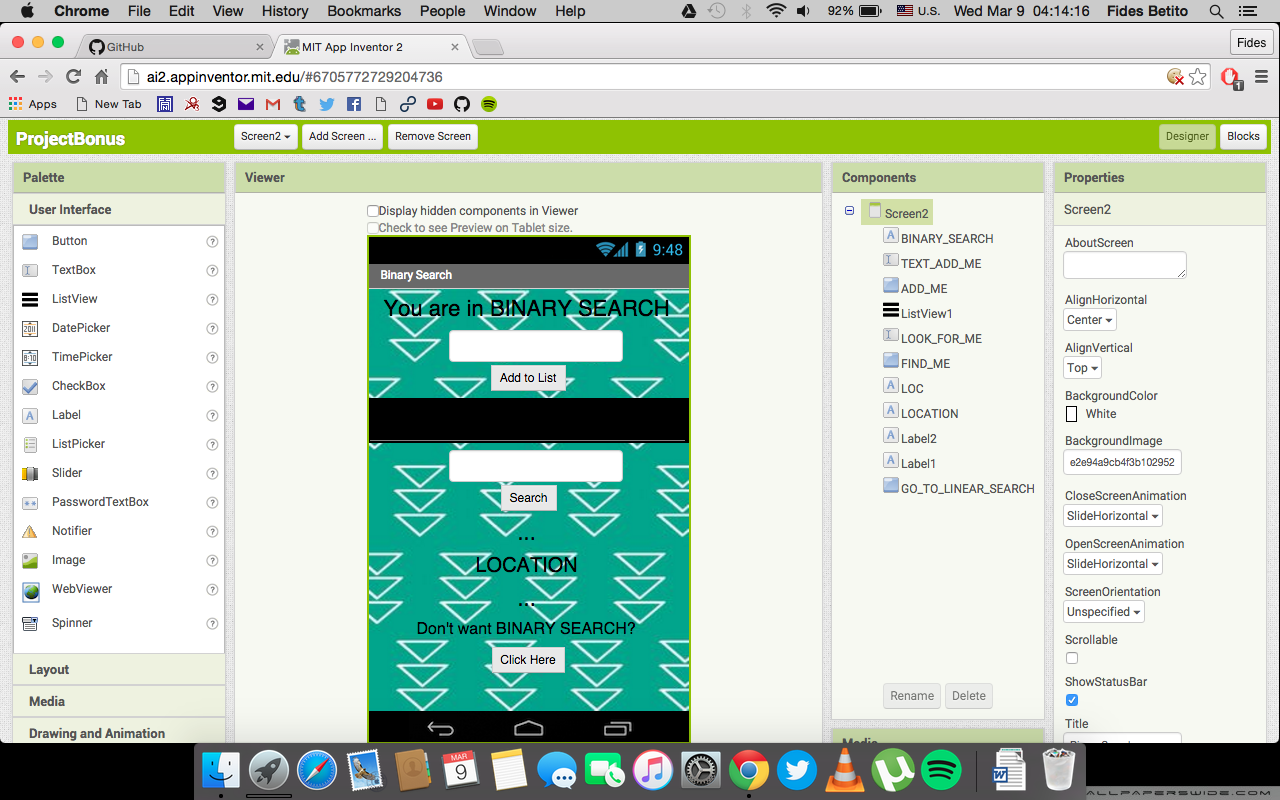 Chrome File Edit View History Bookmarks People Window Help 92% U.S. Wed Mar 9 04:14:16 Fides Betito
GitHub MIT App Inventor 2 Fides
ai2.appinventor.mit.edu/#6705772729204736
Apps New Tab
1
ProjectBonus Screen2 Add Screen ... Remove Screen Designer Blocks
Palette
User Interface
Button
TextBox
ListView
DatePicker
TimePicker
CheckBox
Label
ListPicker
Slider
PasswordTextBox
Notifier
Image
WebViewer
Spinner
Layout
Media
Drawing and Animation
Viewer
Display hidden components in Viewer
Check to see Preview on Tablet size.
9:48
Binary Search
You are in BINARY SEARCH
Add to List
Search
...
LOCATION
...
Don't want BINARY SEARCH?
Click Here
Components
Screen2
BINARY_SEARCH
TEXT_ADD_ME
ADD_ME
ListView1
LOOK_FOR_ME
FIND_ME
LOC
LOCATION
Label2
Label1
GO_TO_LINEAR_SEARCH
Rename Delete
Media
Properties
Screen2
AboutScreen
AlignHorizontal
Center
AlignVertical
Top
BackgroundColor
White
BackgroundImage
e2e94a9cb4f3b102952
CloseScreenAnimation
SlideHorizontal
OpenScreenAnimation
SlideHorizontal
ScreenOrientation
Unspecified
Scrollable
ShowStatusBar
Title
MAR
9